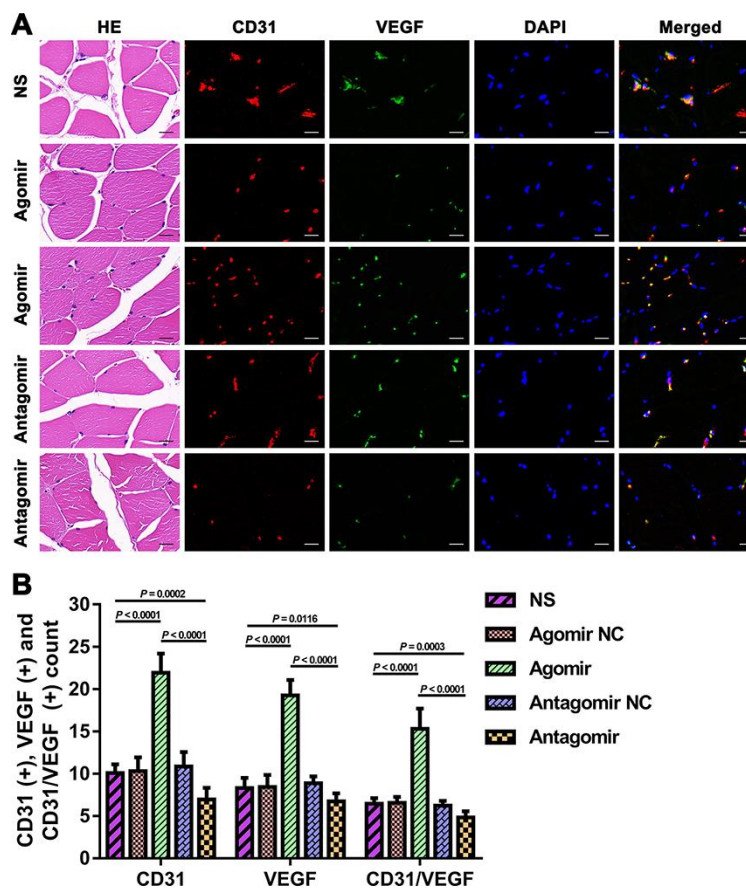 A
HE CD31 VEGF DAPI Merged
NS
Agomir
Agomir
Antagomir
Antagomir
B
CD31 (+), VEGF (+) and
CD31/VEGF (+) count
30
25
20
15
10
5
0
P = 0.0002
P < 0.0001
P < 0.0001
P = 0.0116
P < 0.0001
P < 0.0001
P = 0.0003
P < 0.0001
P < 0.0001
CD31 VEGF CD31/VEGF
NS
Agomir NC
Agomir
Antagomir NC
Antagomir